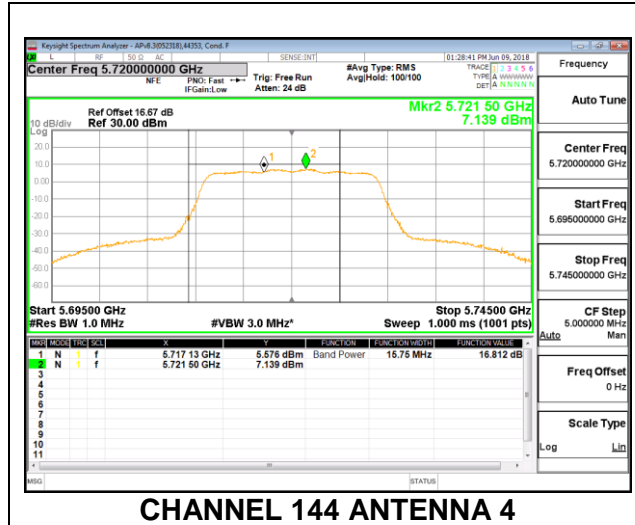 Keysight Spectrum Analyzer - APv8.3(052318),44353, Cond. F
L RF 50 Ω AC SENSE:INT 01:28:41 PM Jun 09, 2018
Center Freq 5.720000000 GHz #Avg Type: RMS TRACE 1 2 3 4 5 6
NFE PNO: Fast Trig: Free Run Avg|Hold: 100/100 TYPE A WWWWW
IFGain:Low Atten: 24 dB DET A N N N N N
Frequency
Auto Tune
Center Freq
5.720000000 GHz
Start Freq
5.695000000 GHz
Stop Freq
5.745000000 GHz
CF Step
5.000000 MHz
Auto Man
Freq Offset
0 Hz
Scale Type
Log Lin
Mkr2 5.721 50 GHz
7.139 dBm
Ref Offset 16.67 dB
10 dB/div Ref 30.00 dBm
Log
20.0
10.0
0.00
-10.0
-20.0
-30.0
-40.0
-50.0
-60.0
1
2
Start 5.69500 GHz Stop 5.74500 GHz
#Res BW 1.0 MHz #VBW 3.0 MHz* Sweep 1.000 ms (1001 pts)
MKR MODE TRC SCL X Y FUNCTION FUNCTION WIDTH FUNCTION VALUE
1 N 1 f 5.717 13 GHz 5.576 dBm Band Power 15.75 MHz 16.812 dB
2 N 1 f 5.721 50 GHz 7.139 dBm
3
4
5
6
7
8
9
10
11
MSG STATUS
CHANNEL 144 ANTENNA 4